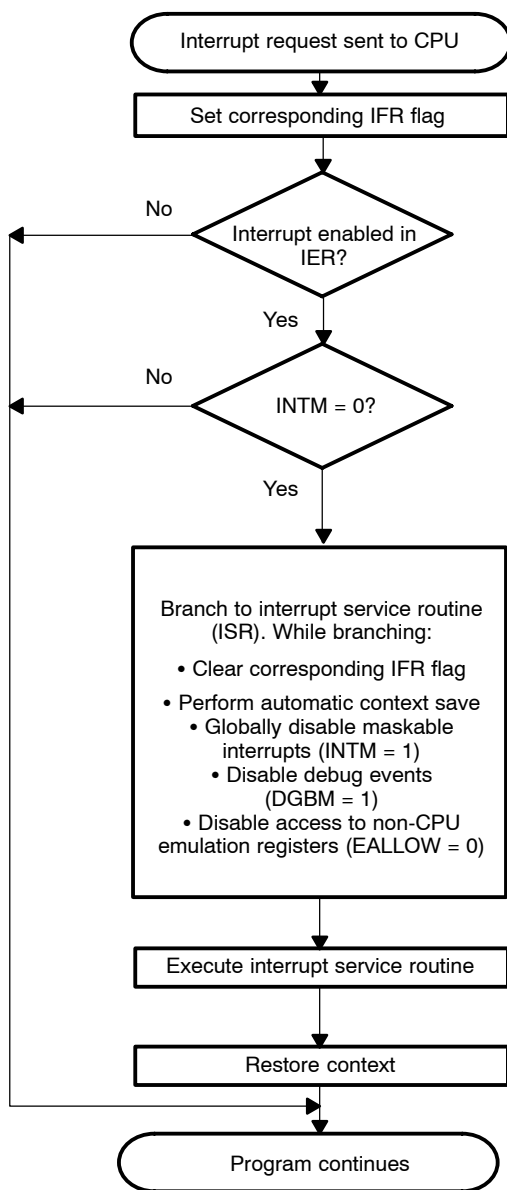 Interrupt request sent to CPU
Set corresponding IFR flag
No
Interrupt enabled in
IER?
Yes
No
INTM = 0?
Yes
Branch to interrupt service routine
(ISR). While branching:
• Clear corresponding IFR flag
• Perform automatic context save
• Globally disable maskable
interrupts (INTM = 1)
• Disable debug events
(DGBM = 1)
• Disable access to non-CPU
emulation registers (EALLOW = 0)
Execute interrupt service routine
Restore context
Program continues